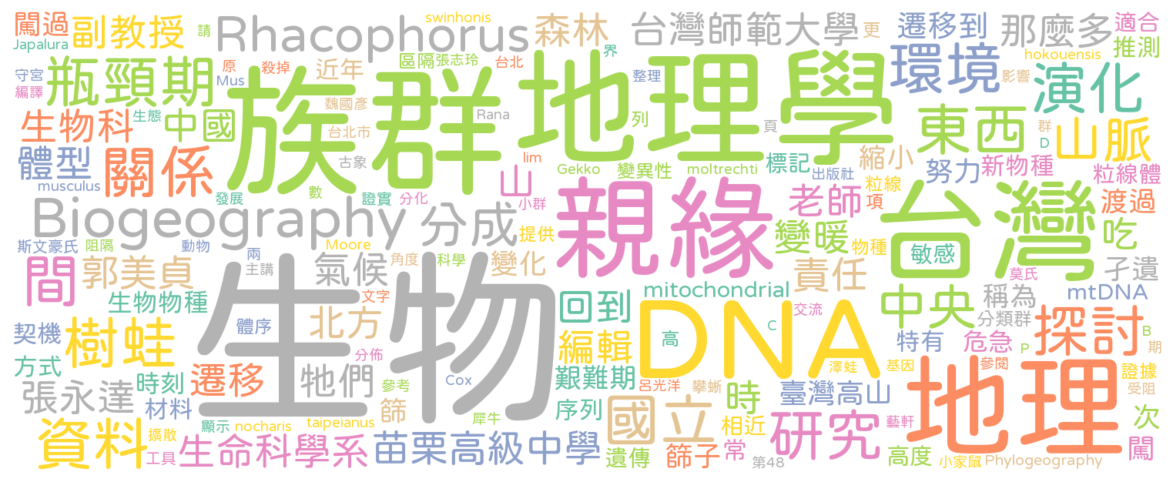 闖過 副教授 請 swinhonis Rhacophorus 森林 台灣師範大學 更 遷移到 那麼多 適合
Japalura 台北 界 hokouensis 推測
守宮 Mus 原 殺掉 近年 區隔 張志玲 整理 環境 影響 演化
編譯 瓶頸期 族群地理學
生物科 生態 中國 魏國彥 台北市 Rana 列 頁 東西 群 D 山脈
體型 關係 古象 lim Gekko 變異性 moltrechti 標記 出版社 縮小 努力 新物種 粒線體
musculus 發展 數 證實 分化 山 小群 親緣 老師 粒線 項 台灣 渡過
Biogeography 分成 提供 變暖 物種 吃
斯文豪氏 阻隔 動物 兩 主講 Moore 角度 科學 敏感 莫氏 孑遺
間 郭美貞 生物 氣候 變化 責任 稱為 mtDNA
生物物種 文字 回到 mitochondrial 中央 分類群
契機 樹蛙 體序 北方 編輯 DNA 高 C 交流 特有 危急 探討 B
方式 分佈 澤蛙 基因 P 參閱 期
張永達 時刻 遷移 牠們 參考 Cox 艱難期 呂光洋 攀蜥 臺灣高山 地理 證據
材料 篩 犀牛 序列 國立 時 相近 研究 藝軒 受阻
資料 擴散 nocharis 顯示 taipeianus 次
工具 生命科學系 苗栗高級中學 遺傳 篩子 常 第48 高度 小家鼠 Phylogeography 闖